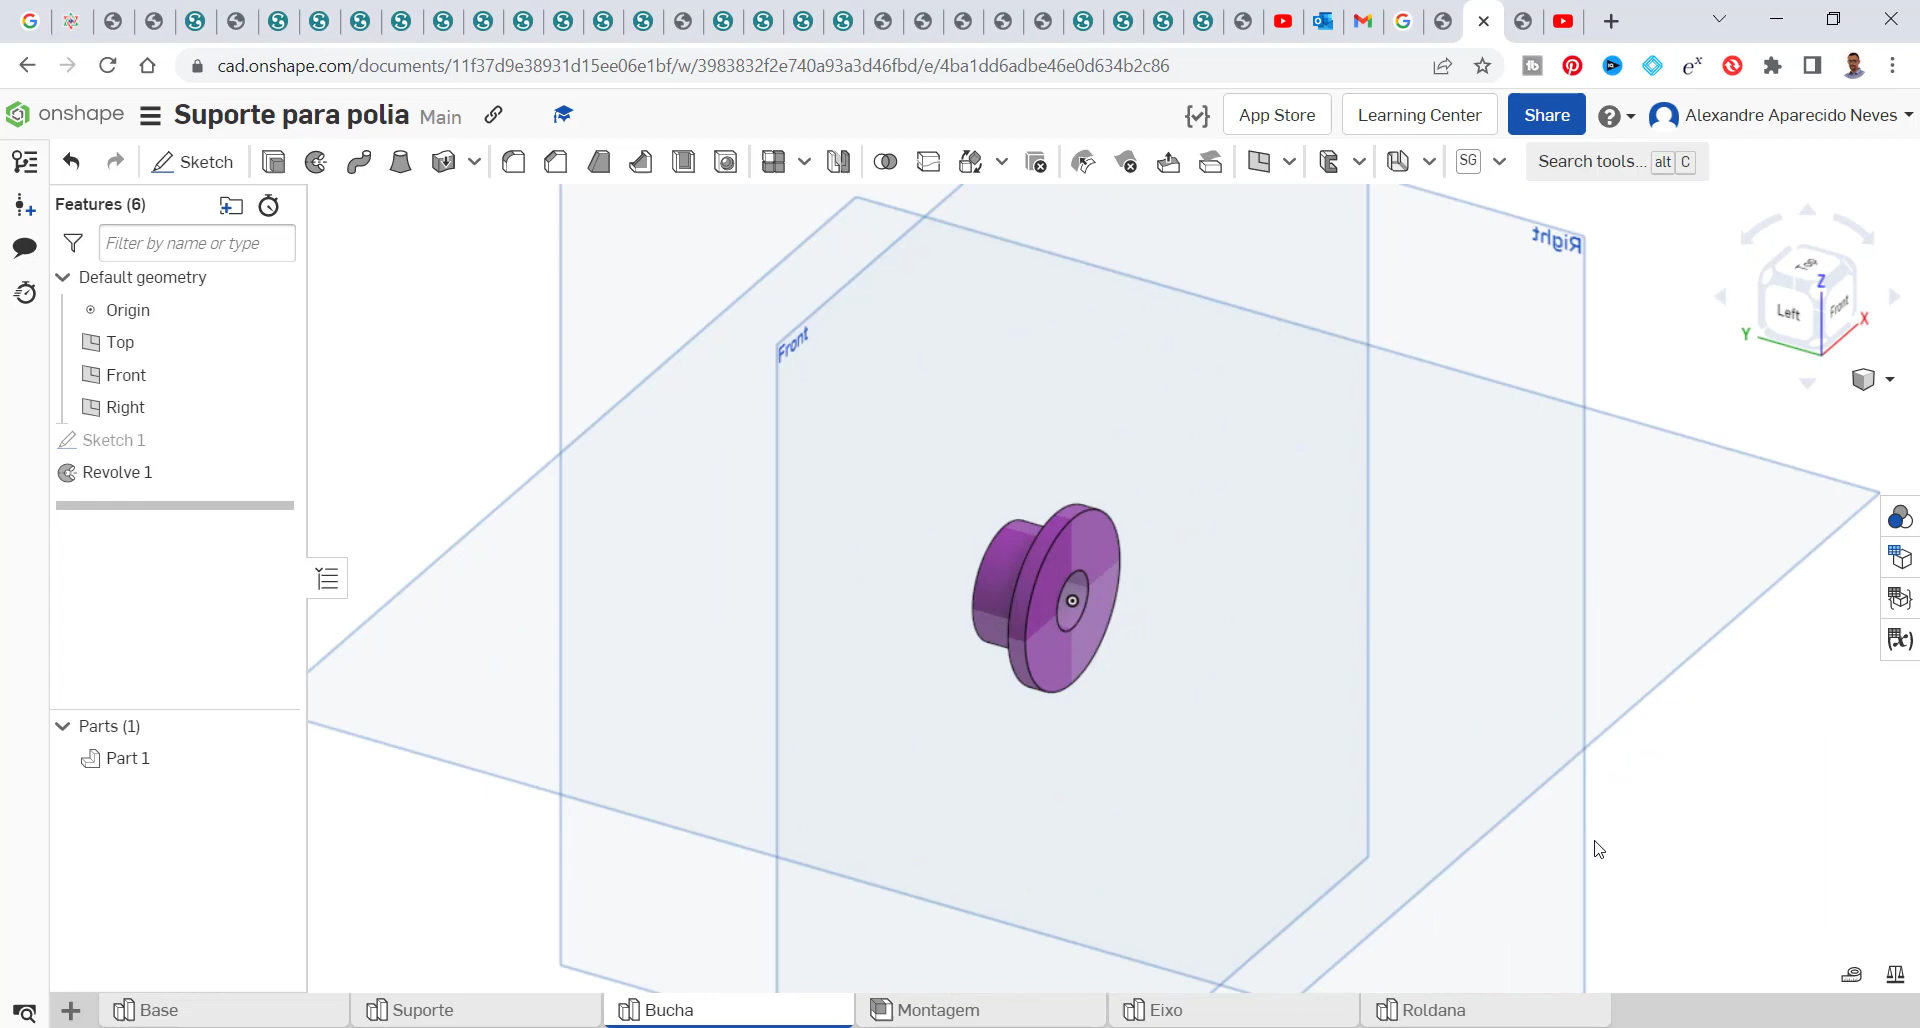 cad.onshape.com/documents/11f37d9e38931d15ee06e1bf/w/3983832f2e740a93a3d46fbd/e/4ba1dd6adbe46e0d634b2c86
onshape Suporte para polia Main App Store Learning Center Share Alexandre Aparecido Neves
Sketch SG Search tools... alt C
Features (6)
Filter by name or type
Default geometry
Origin
Top
Front
Right
Sketch 1
Revolve 1
Parts (1)
Part 1
Front
Right
Top
Left
Front
Z
X
Y
Base Suporte Bucha Montagem Eixo Roldana